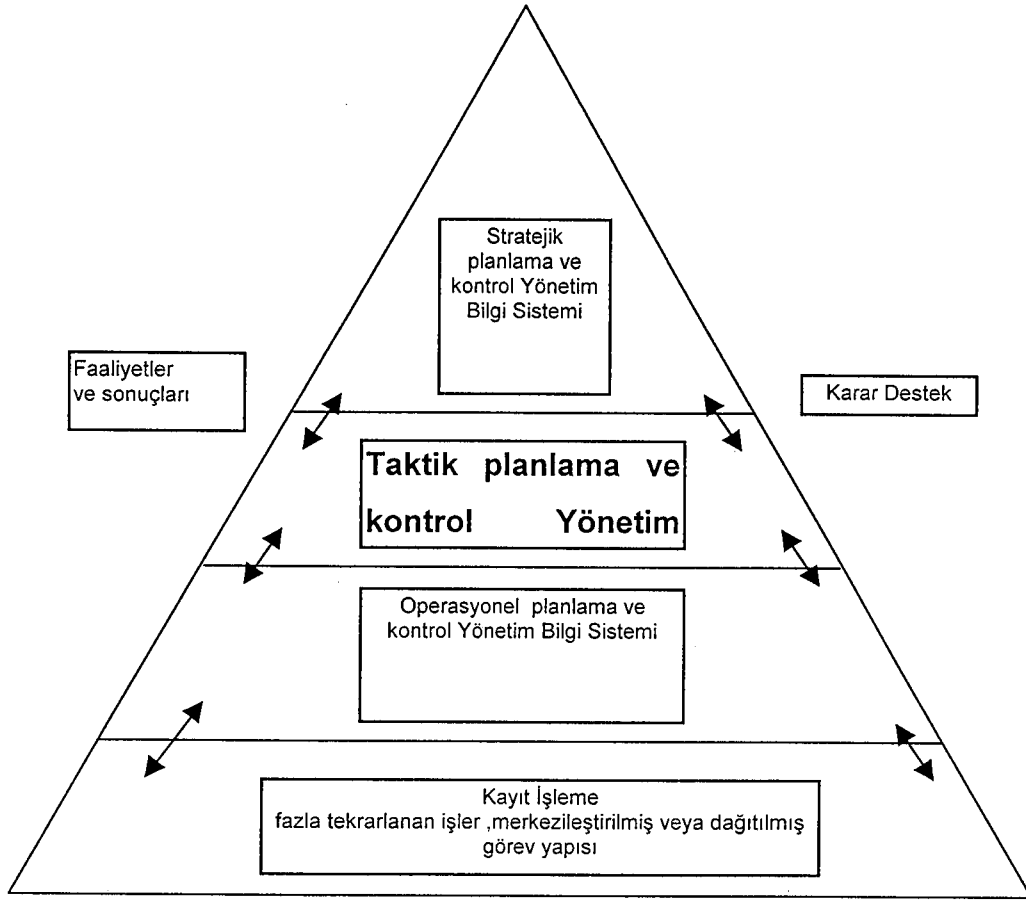 Stratejik
planlama ve
kontrol Yönetim
Bilgi Sistemi
Faaliyetler
ve sonuçları
Karar Destek
Taktik planlama ve
kontrol Yönetim
Operasyonel planlama ve
kontrol Yönetim Bilgi Sistemi
Kayıt İşleme
fazla tekrarlanan işler ,merkezileştirilmiş veya dağıtılmış
görev yapısı